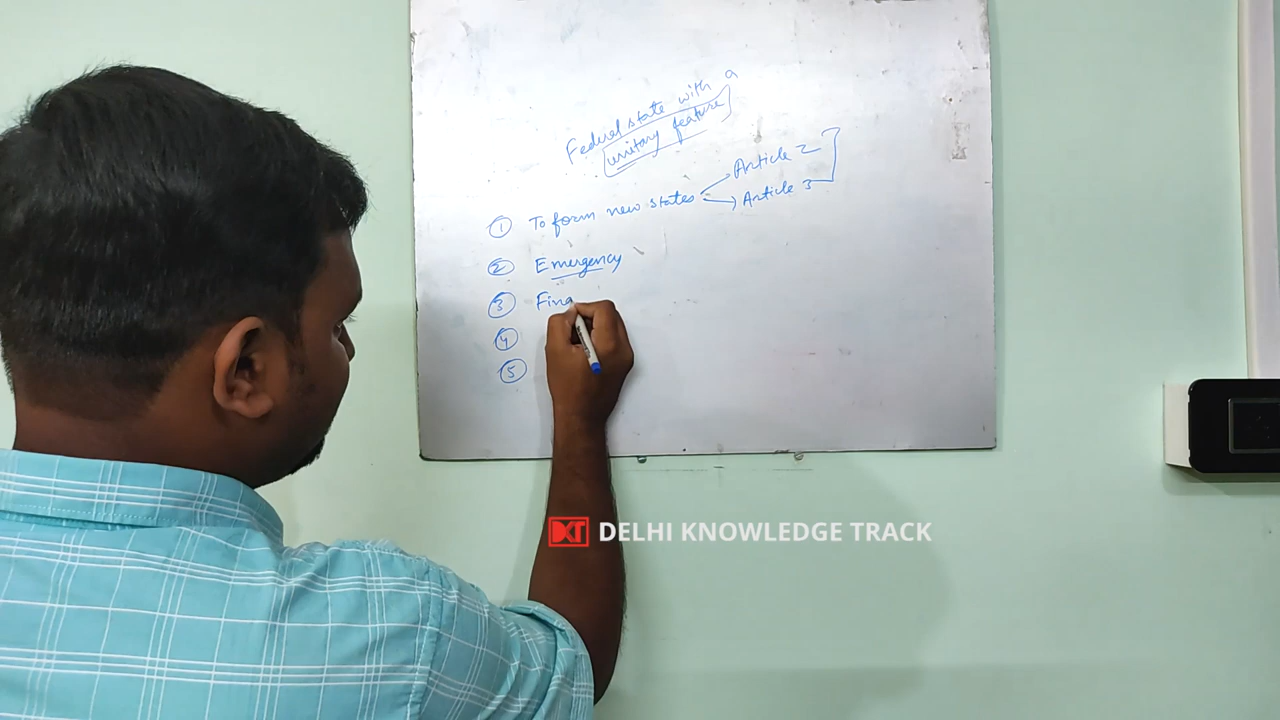 Federal state with a
unitary feature
① To form new states
Article 2
Article 3
② Emergency
③ Fina
④
⑤
DKT DELHI KNOWLEDGE TRACK